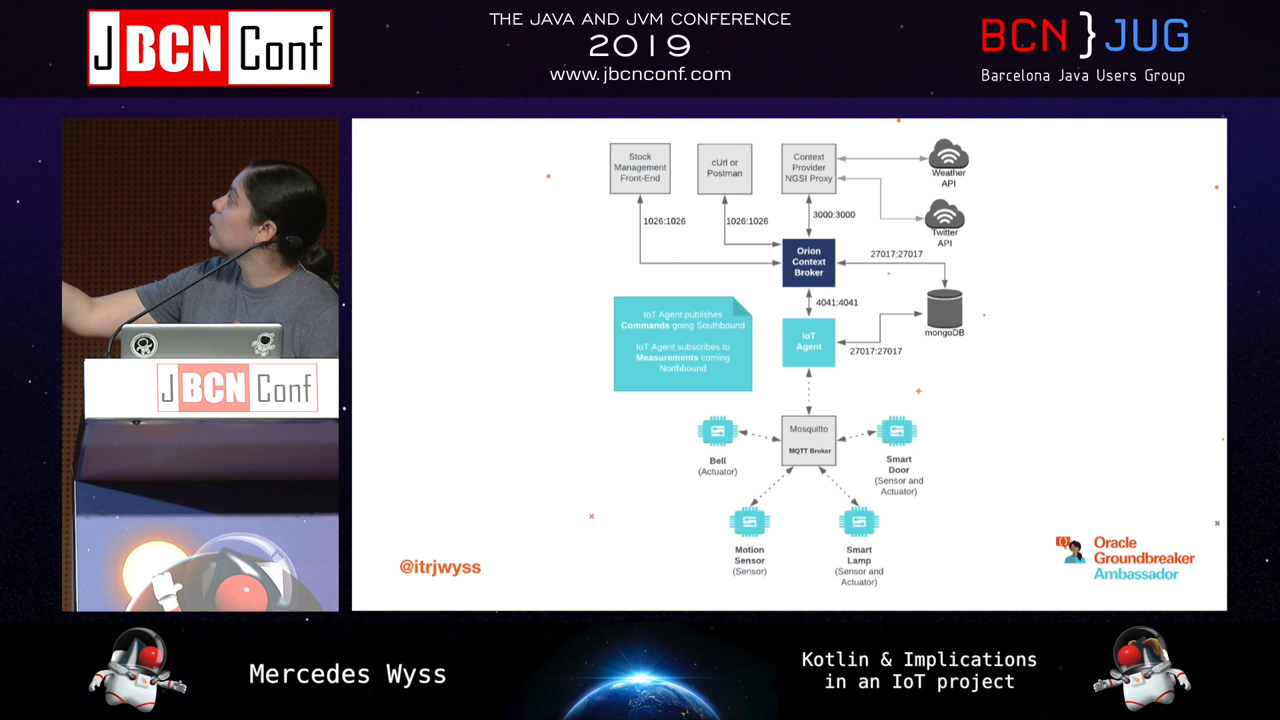 JBCNConf
THE JAVA AND JVM CONFERENCE
2019
www.jbcnconf.com
BCN}JUG
Barcelona Java Users Group
Stock
Management
Front-End
cUrl or
Postman
Context
Provider
NGSI Proxy
Weather
API
Twitter
API
1026:1026
1026:1026
3000:3000
Orion
Context
Broker
27017:27017
4041:4041
mongoDB
IoT Agent publishes
Commands going Southbound
IoT Agent subscribes to
Measurements coming
Northbound
IoT
Agent
27017:27017
JBCNConf
Mosquitto
MQTT Broker
Bell
(Actuator)
Smart
Door
(Sensor and
Actuator)
Motion
Sensor
(Sensor)
Smart
Lamp
(Sensor and
Actuator)
@itrjwyss
Oracle
Groundbreaker
Ambassador
Mercedes Wyss
Kotlin & Implications
in an IoT project